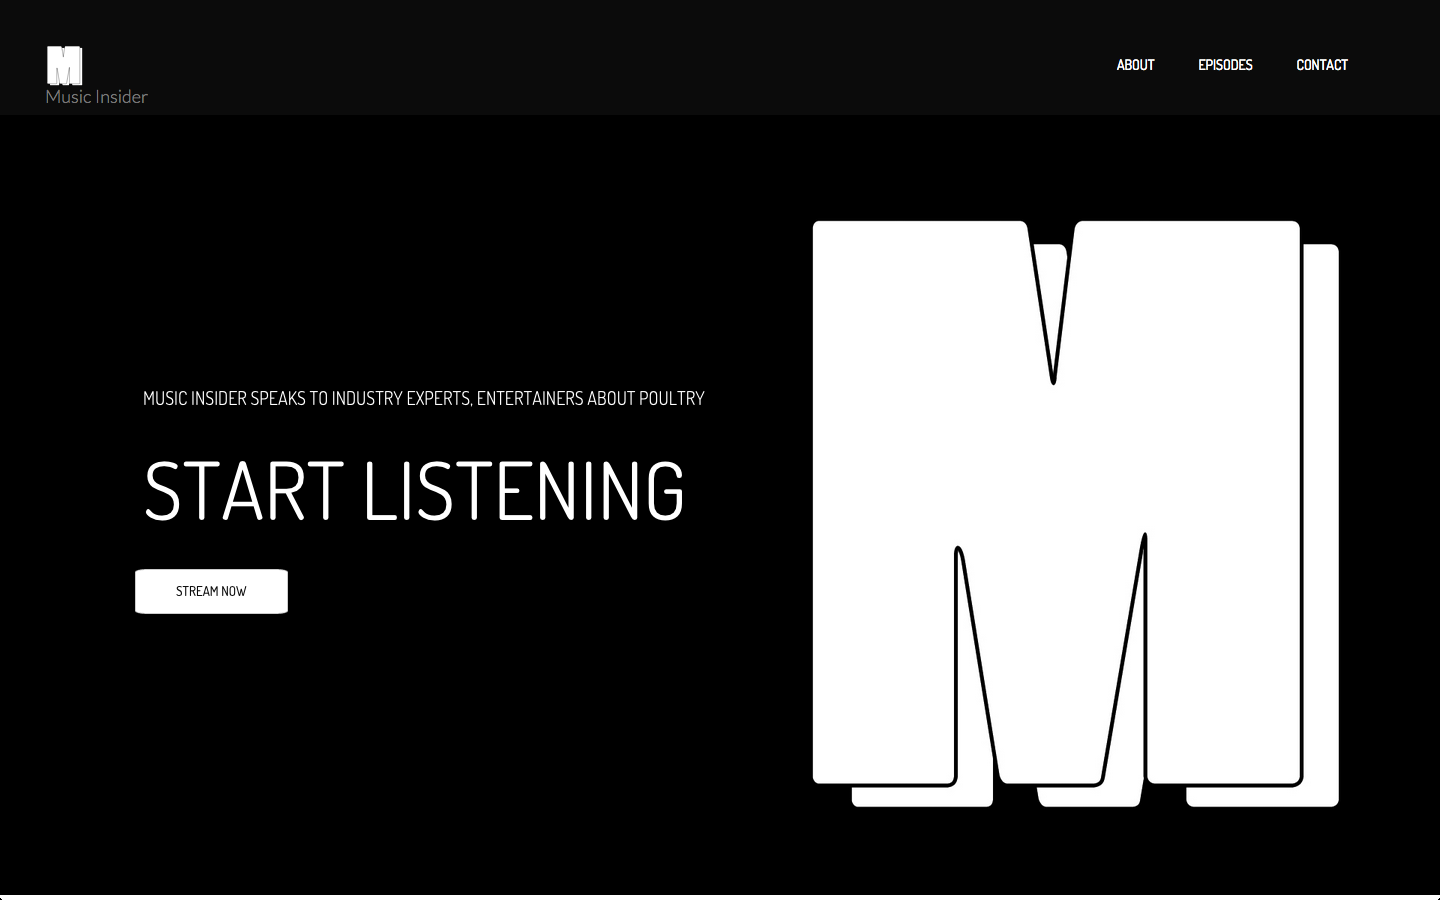 M
Music Insider
ABOUT
EPISODES
CONTACT
MUSIC INSIDER SPEAKS TO INDUSTRY EXPERTS, ENTERTAINERS ABOUT POULTRY
START LISTENING
STREAM NOW
M